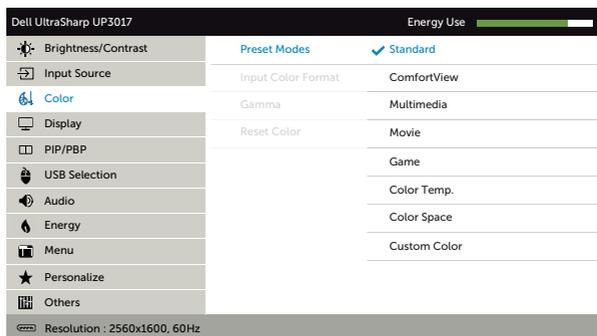 Dell UltraSharp UP3017
Energy Use
Brightness/Contrast
Input Source
Color
Display
PIP/PBP
USB Selection
Audio
Energy
Menu
Personalize
Others
Preset Modes
Input Color Format
Gamma
Reset Color
Standard
ComfortView
Multimedia
Movie
Game
Color Temp.
Color Space
Custom Color
Resolution : 2560x1600, 60Hz